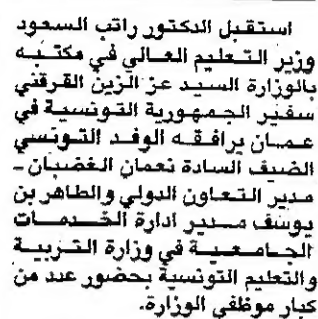 استقبل الدكتور راتب السعود
وزير التعليم العالي في مكتبه
بالوزارة السيد عز الزين القرقني
سفير الجمهورية التونسية في
عمان يرافقه الوفد التونسي
الضيف السادة نعمان الغضبان -
مدير التعاون الدولي والطاهر بن
يوسف مدير ادارة الخدمات
الجامعية في وزارة التربية
والتعليم التونسية بحضور عدد من
كبار موظفي الوزارة.